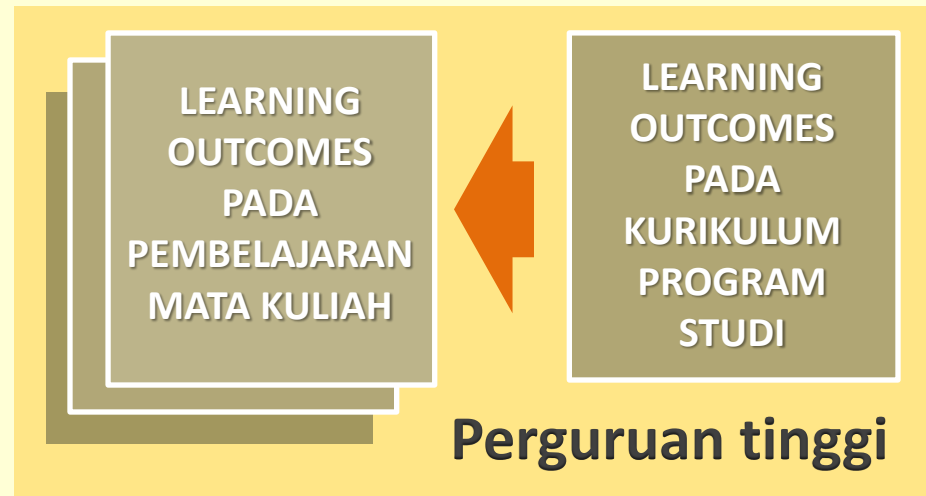 LEARNING
OUTCOMES
PADA
PEMBELAJARAN
MATA KULIAH
LEARNING
OUTCOMES
PADA
KURIKULUM
PROGRAM
STUDI
Perguruan tinggi